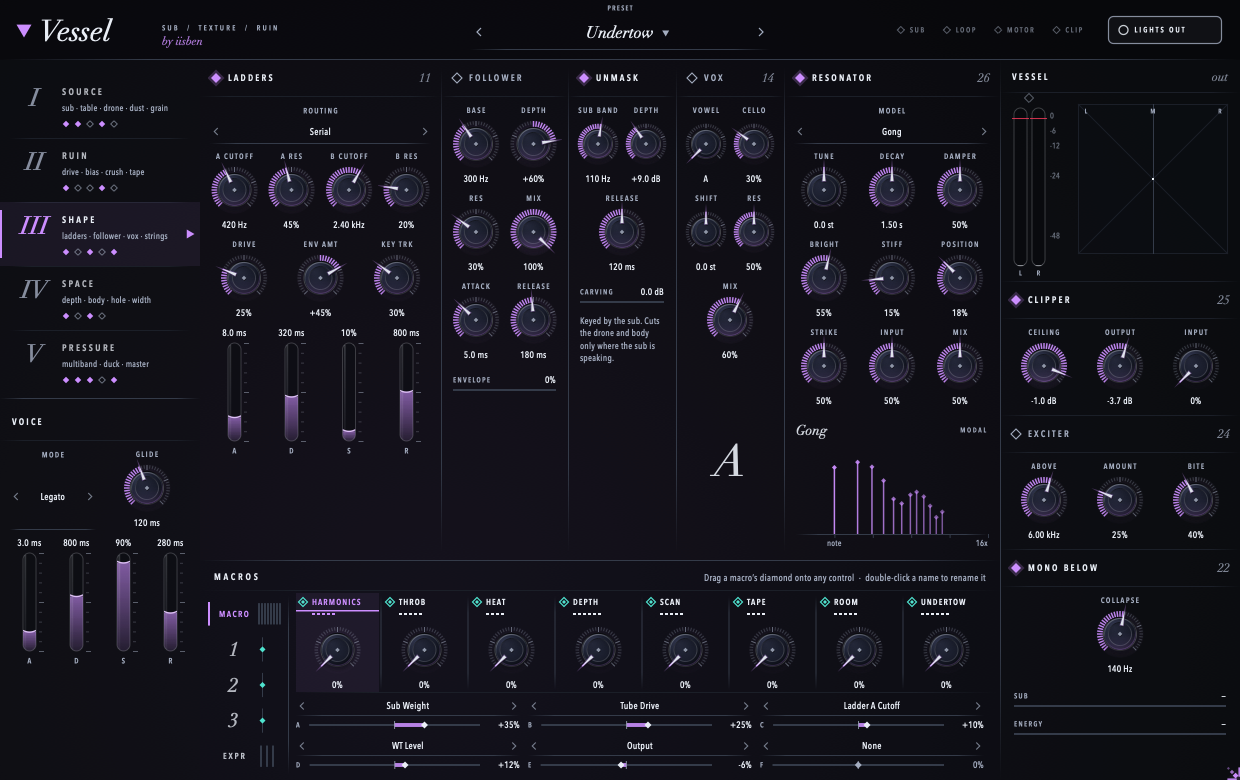 PRESET
Vessel
SUB / TEXTURE / RUIN
by iisben
Undertow
SUB LOOP MOTOR CLIP
LIGHTS OUT
I
SOURCE
sub · table · drone · dust · grain
II
RUIN
drive · bias · crush · tape
III
SHAPE
ladders · follower · vox · strings
IV
SPACE
depth · body · hole · width
V
PRESSURE
multiband · duck · master
VOICE
MODE GLIDE
Legato
120 ms
3.0 ms 800 ms 90% 280 ms
A D S R
LADDERS 11
ROUTING
Serial
A CUTOFF A RES B CUTOFF B RES
420 Hz 45% 2.40 kHz 20%
DRIVE ENV AMT KEY TRK
25% +45% 30%
8.0 ms 320 ms 10% 800 ms
A D S R
FOLLOWER
BASE DEPTH
300 Hz +60%
RES MIX
30% 100%
ATTACK RELEASE
5.0 ms 180 ms
ENVELOPE 0%
UNMASK
SUB BAND DEPTH
110 Hz +9.0 dB
RELEASE
120 ms
CARVING 0.0 dB
Keyed by the sub. Cuts
the drone and body
only where the sub is
speaking.
VOX 14
VOWEL CELLO
A 30%
SHIFT RES
0.0 st 50%
MIX
60%
A
RESONATOR 26
MODEL
Gong
TUNE DECAY DAMPER
0.0 st 1.50 s 50%
BRIGHT STIFF POSITION
55% 15% 18%
STRIKE INPUT MIX
50% 50% 50%
Gong MODAL
note 16x
VESSEL out
0
-6
-12
-24
-48
L R
L M R
CLIPPER 25
CEILING OUTPUT INPUT
-1.0 dB -3.7 dB 0%
EXCITER 24
ABOVE AMOUNT BITE
6.00 kHz 25% 40%
MONO BELOW 22
COLLAPSE
140 Hz
SUB –
ENERGY –
MACROS
Drag a macro's diamond onto any control · double-click a name to rename it
MACRO
1
2
3
EXPR
HARMONICS THROB HEAT DEPTH SCAN TAPE ROOM UNDERTOW
0% 0% 0% 0% 0% 0% 0% 0%
Sub Weight Tube Drive Ladder A Cutoff
A +35% B +25% C +10%
WT Level Output None
D +12% E -6% F 0%